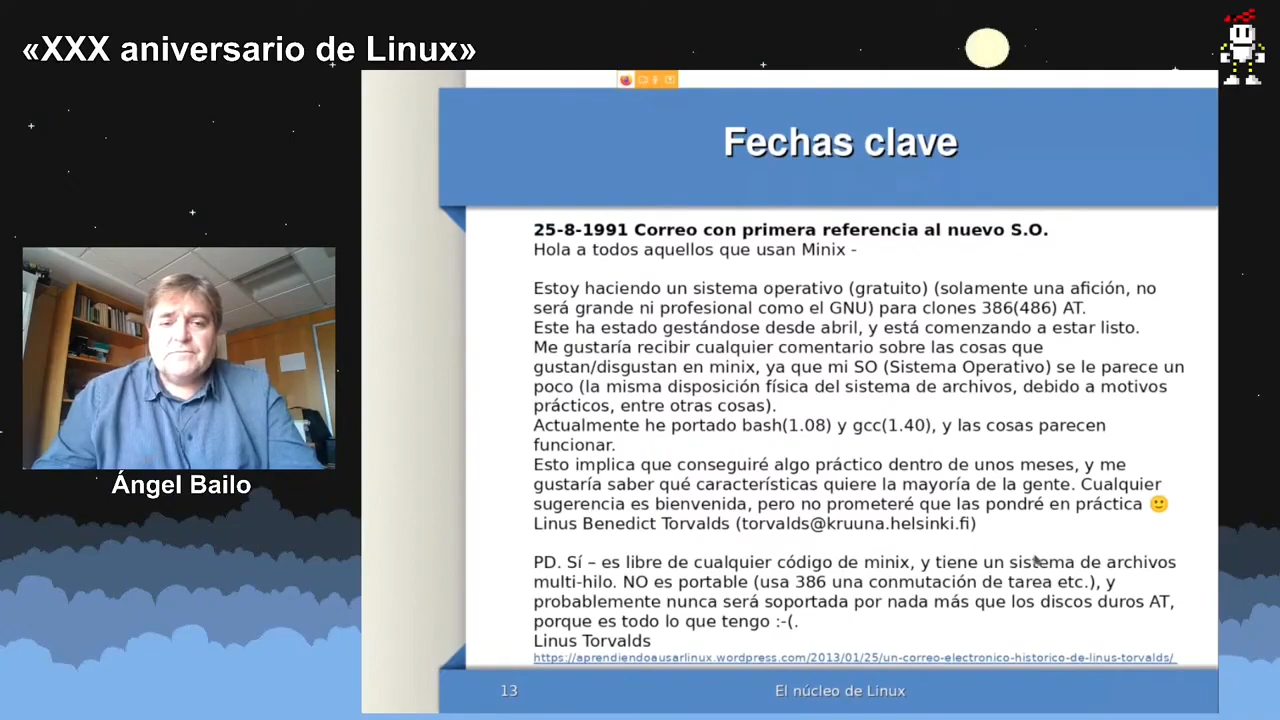 «XXX aniversario de Linux»
Fechas clave
25-8-1991 Correo con primera referencia al nuevo S.O.
Hola a todos aquellos que usan Minix -
Estoy haciendo un sistema operativo (gratuito) (solamente una afición, no
será grande ni profesional como el GNU) para clones 386(486) AT.
Este ha estado gestándose desde abril, y está comenzando a estar listo.
Me gustaría recibir cualquier comentario sobre las cosas que
gustan/disgustan en minix, ya que mi SO (Sistema Operativo) se le parece un
poco (la misma disposición física del sistema de archivos, debido a motivos
prácticos, entre otras cosas).
Actualmente he portado bash(1.08) y gcc(1.40), y las cosas parecen
funcionar.
Esto implica que conseguiré algo práctico dentro de unos meses, y me
gustaría saber qué características quiere la mayoría de la gente. Cualquier
sugerencia es bienvenida, pero no prometeré que las pondré en práctica 🙂
Linus Benedict Torvalds (torvalds@kruuna.helsinki.fi)
PD. Sí – es libre de cualquier código de minix, y tiene un sistema de archivos
multi-hilo. NO es portable (usa 386 una conmutación de tarea etc.), y
probablemente nunca será soportada por nada más que los discos duros AT,
porque es todo lo que tengo :-(.
Linus Torvalds
https://aprendiendoausarlinux.wordpress.com/2013/01/25/un-correo-electronico-historico-de-linus-torvalds/
13
El núcleo de Linux
Ángel Bailo